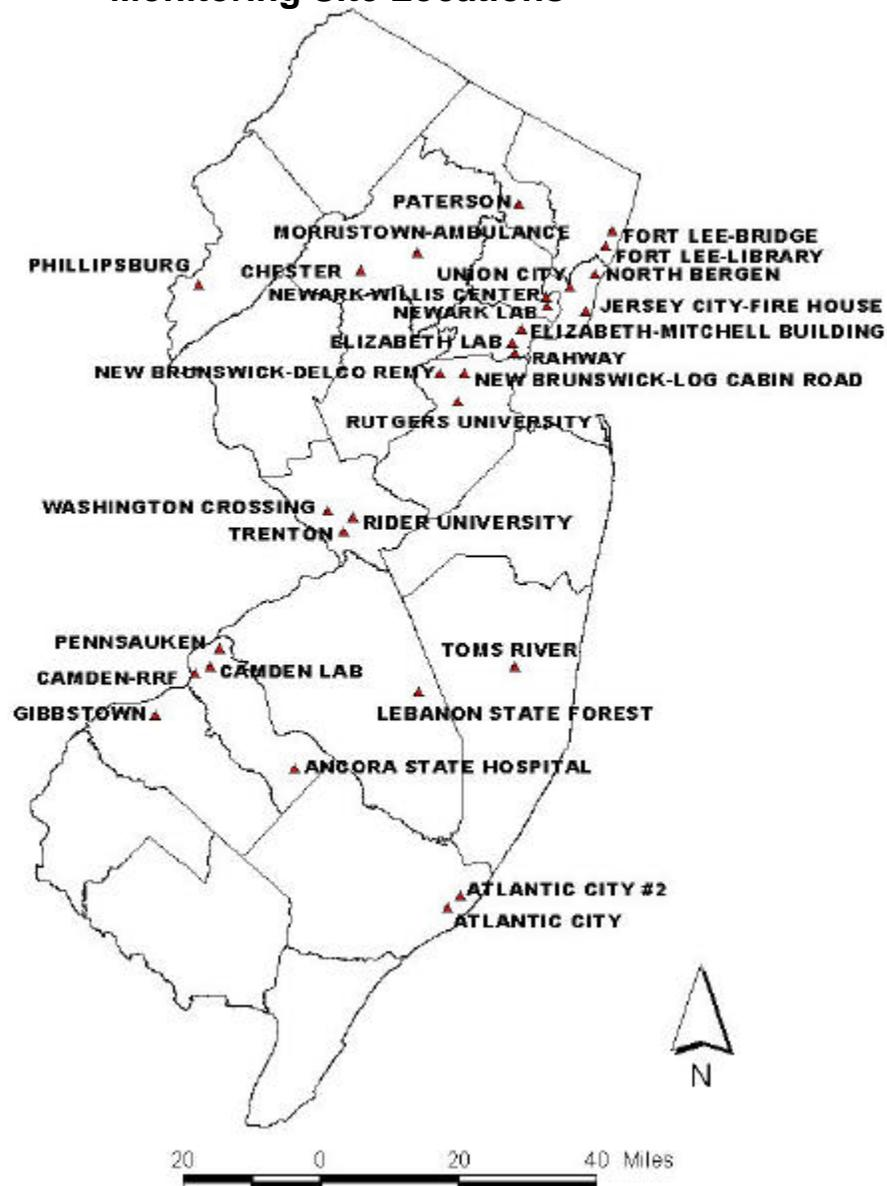 Monitoring Site Locations
PATERSON
MORRISTOWN-AMBULANCE
FORT LEE-BRIDGE
FORT LEE-LIBRARY
PHILLIPSBURG
CHESTER
UNION CITY
NORTH BERGEN
NEWARK-WILLIS CENTER
NEWARK LAB
JERSEY CITY-FIRE HOUSE
ELIZABETH-MITCHELL BUILDING
ELIZABETH LAB
RAHWAY
NEW BRUNSWICK-DELCO REMY
NEW BRUNSWICK-LOG CABIN ROAD
RUTGERS UNIVERSITY
WASHINGTON CROSSING
RIDER UNIVERSITY
TRENTON
PENNSAUKEN
TOMS RIVER
CAMDEN LAB
CAMDEN-RRF
GIBBSTOWN
LEBANON STATE FOREST
ANCORA STATE HOSPITAL
ATLANTIC CITY #2
ATLANTIC CITY
N
20 0 20 40 Miles